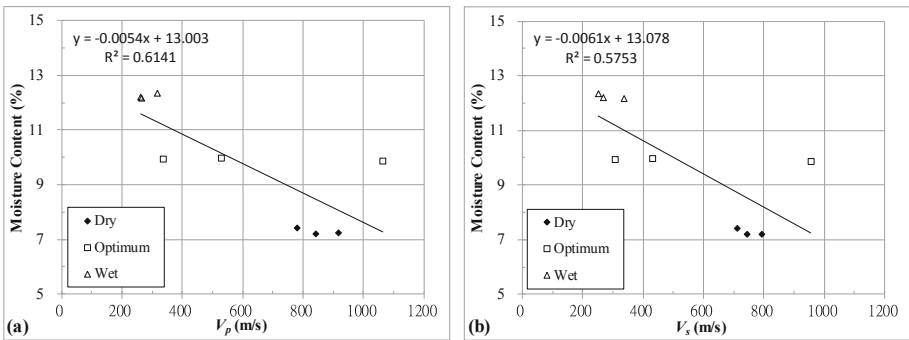 15
y = -0.0054x + 13.003
R² = 0.6141
13
11
9
7
5
Moisture Content (%)
Dry
Optimum
Wet
0 200 400 600 800 1000 1200
(a)
Vp (m/s)
15
y = -0.0061x + 13.078
R² = 0.5753
13
11
9
7
5
Moisture Content (%)
Dry
Optimum
Wet
0 200 400 600 800 1000 1200
(b)
Vs (m/s)